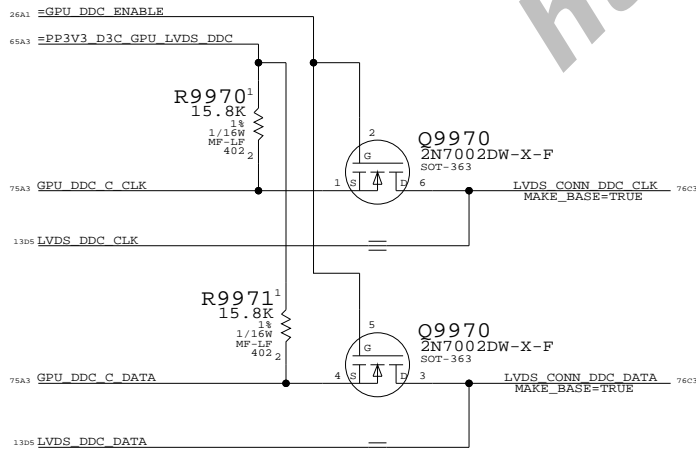 26A1 =GPU_DDC_ENABLE
65A3 =PP3V3_D3C_GPU_LVDS_DDC
R9970 1
15.8K
1%
1/16W
MF-LF
402 2
2
Q9970
2N7002DW-X-F
SOT-363
G
75A3 GPU_DDC_C_CLK 1 S D 6 LVDS_CONN_DDC_CLK 76C3
MAKE_BASE=TRUE
13D5 LVDS_DDC_CLK
R9971 1
15.8K
1%
1/16W
MF-LF
402 2
5
Q9970
2N7002DW-X-F
SOT-363
G
75A3 GPU_DDC_C_DATA 4 S D 3 LVDS_CONN_DDC_DATA 76C3
MAKE_BASE=TRUE
13D5 LVDS_DDC_DATA